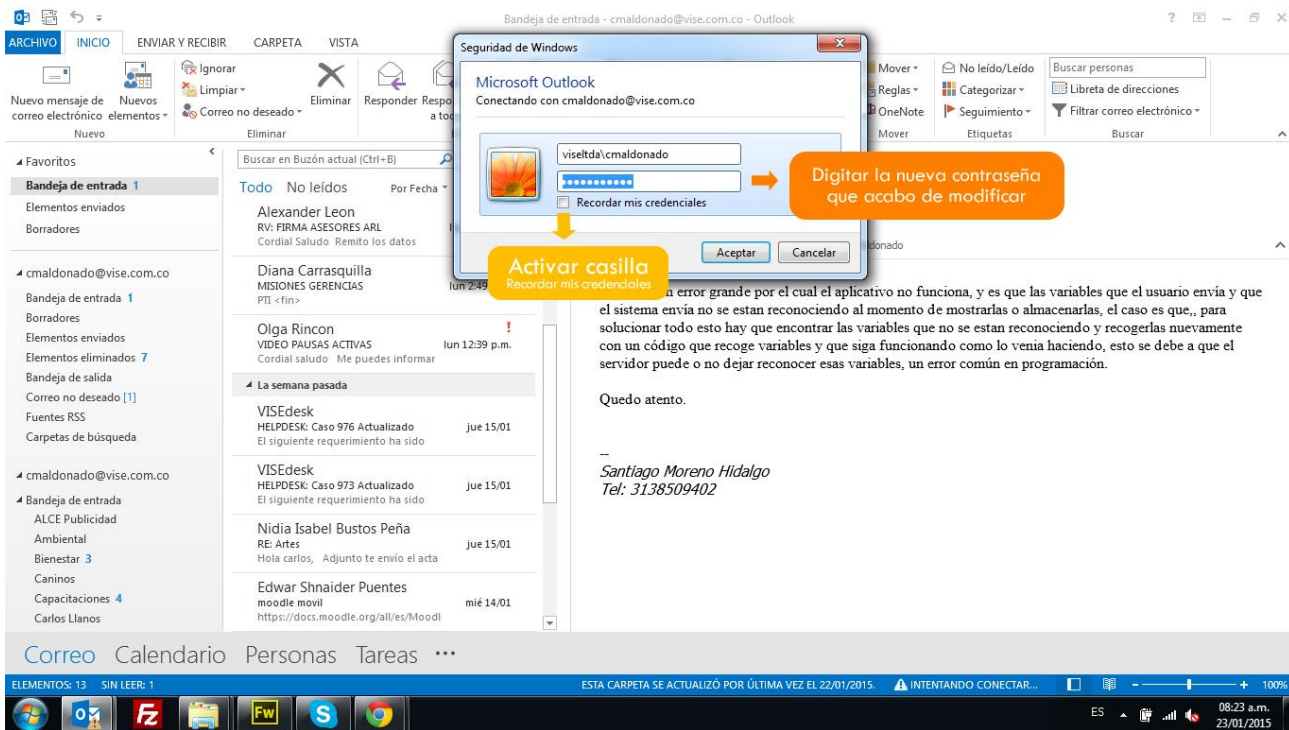 Bandeja de entrada - cmaldonado@vise.com.co - Outlook
ARCHIVO INICIO ENVIAR Y RECIBIR CARPETA VISTA
Nuevo mensaje de correo electrónico
Nuevos elementos
Ignorar
Limpiar
Correo no deseado
Eliminar
Responder
Mover
Reglas
OneNote
No leído/Leído
Categorizar
Seguimiento
Buscar personas
Libreta de direcciones
Filtrar correo electrónico
Nuevo
Eliminar
Mover
Etiquetas
Buscar
Seguridad de Windows
Microsoft Outlook
Conectando con cmaldonado@vise.com.co
viseltda\cmaldonado
Recordar mis credenciales
Aceptar
Cancelar
Digitar la nueva contraseña
que acabo de modificar
Activar casilla
Recordar mis credenciales
Favoritos
Bandeja de entrada 1
Elementos enviados
Borradores
cmaldonado@vise.com.co
Bandeja de entrada 1
Borradores
Elementos enviados
Elementos eliminados 7
Bandeja de salida
Correo no deseado [1]
Fuentes RSS
Carpetas de búsqueda
cmaldonado@vise.com.co
Bandeja de entrada
ALCE Publicidad
Ambiental
Bienestar 3
Caninos
Capacitaciones 4
Carlos Llanos
Buscar en Buzón actual (Ctrl+B)
Todo No leídos Por Fecha
Alexander Leon
RV: FIRMA ASESORES ARL
Cordial Saludo Remito los datos
Diana Carrasquilla
MISIONES GERENCIAS lun 2:49
PTI <fin>
Olga Rincon !
VIDEO PAUSAS ACTIVAS lun 12:39 p.m.
Cordial saludo Me puedes informar
La semana pasada
VISEdesk
HELPDESK: Caso 976 Actualizado jue 15/01
El siguiente requerimiento ha sido
VISEdesk
HELPDESK: Caso 973 Actualizado jue 15/01
El siguiente requerimiento ha sido
Nidia Isabel Bustos Peña
RE: Artes jue 15/01
Hola carlos, Adjunto te envío el acta
Edwar Shnaider Puentes
moodle movil mié 14/01
https://docs.moodle.org/all/es/Moodl
error grande por el cual el aplicativo no funciona, y es que las variables que el usuario envía y que
el sistema envía no se estan reconociendo al momento de mostrarlas o almacenarlas, el caso es que,, para
solucionar todo esto hay que encontrar las variables que no se estan reconociendo y recogerlas nuevamente
con un código que recoge variables y que siga funcionando como lo venia haciendo, esto se debe a que el
servidor puede o no dejar reconocer esas variables, un error común en programación.
Quedo atento.
--
Santiago Moreno Hidalgo
Tel: 3138509402
Correo Calendario Personas Tareas ···
ELEMENTOS: 13 SIN LEER: 1
ESTA CARPETA SE ACTUALIZÓ POR ÚLTIMA VEZ EL 22/01/2015.
INTENTANDO CONECTAR...
100%
Fz
Fw
ES
08:23 a.m.
23/01/2015